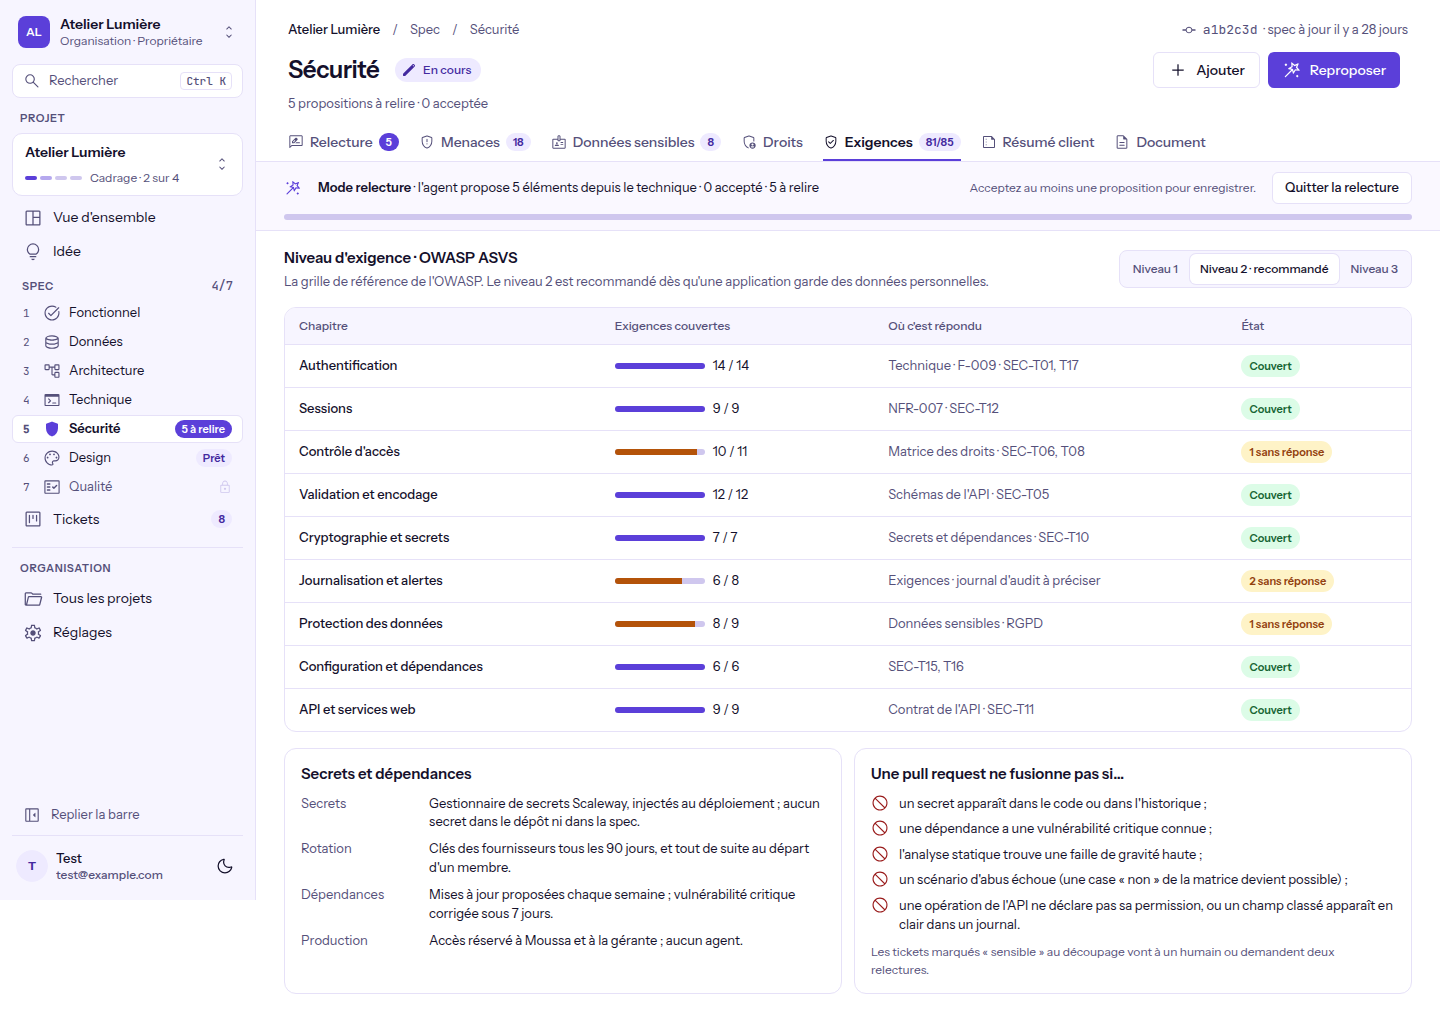 AL
Atelier Lumière
Organisation · Propriétaire
Rechercher
Ctrl K
PROJET
Atelier Lumière
Cadrage · 2 sur 4
Vue d'ensemble
Idée
SPEC 4/7
1 Fonctionnel
2 Données
3 Architecture
4 Technique
5 Sécurité 5 à relire
6 Design Prêt
7 Qualité
Tickets 8
ORGANISATION
Tous les projets
Réglages
Replier la barre
T
Test
test@example.com
Atelier Lumière / Spec / Sécurité
a1b2c3d · spec à jour il y a 28 jours
Sécurité En cours
Ajouter
Reproposer
5 propositions à relire · 0 acceptée
Relecture 5
Menaces 18
Données sensibles 8
Droits
Exigences 81/85
Résumé client
Document
Mode relecture · l'agent propose 5 éléments depuis le technique · 0 accepté · 5 à relire
Acceptez au moins une proposition pour enregistrer.
Quitter la relecture
Niveau d'exigence · OWASP ASVS
La grille de référence de l'OWASP. Le niveau 2 est recommandé dès qu'une application garde des données personnelles.
Niveau 1
Niveau 2 · recommandé
Niveau 3
Chapitre Exigences couvertes Où c'est répondu État
Authentification 14 / 14 Technique · F-009 · SEC-T01, T17 Couvert
Sessions 9 / 9 NFR-007 · SEC-T12 Couvert
Contrôle d'accès 10 / 11 Matrice des droits · SEC-T06, T08 1 sans réponse
Validation et encodage 12 / 12 Schémas de l'API · SEC-T05 Couvert
Cryptographie et secrets 7 / 7 Secrets et dépendances · SEC-T10 Couvert
Journalisation et alertes 6 / 8 Exigences · journal d'audit à préciser 2 sans réponse
Protection des données 8 / 9 Données sensibles · RGPD 1 sans réponse
Configuration et dépendances 6 / 6 SEC-T15, T16 Couvert
API et services web 9 / 9 Contrat de l'API · SEC-T11 Couvert
Secrets et dépendances
Secrets Gestionnaire de secrets Scaleway, injectés au déploiement ; aucun
secret dans le dépôt ni dans la spec.
Rotation Clés des fournisseurs tous les 90 jours, et tout de suite au départ
d'un membre.
Dépendances Mises à jour proposées chaque semaine ; vulnérabilité critique
corrigée sous 7 jours.
Production Accès réservé à Moussa et à la gérante ; aucun agent.
Une pull request ne fusionne pas si...
un secret apparaît dans le code ou dans l'historique ;
une dépendance a une vulnérabilité critique connue ;
l'analyse statique trouve une faille de gravité haute ;
un scénario d'abus échoue (une case « non » de la matrice devient possible) ;
une opération de l'API ne déclare pas sa permission, ou un champ classé apparaît en
clair dans un journal.
Les tickets marqués « sensible » au découpage vont à un humain ou demandent deux
relectures.